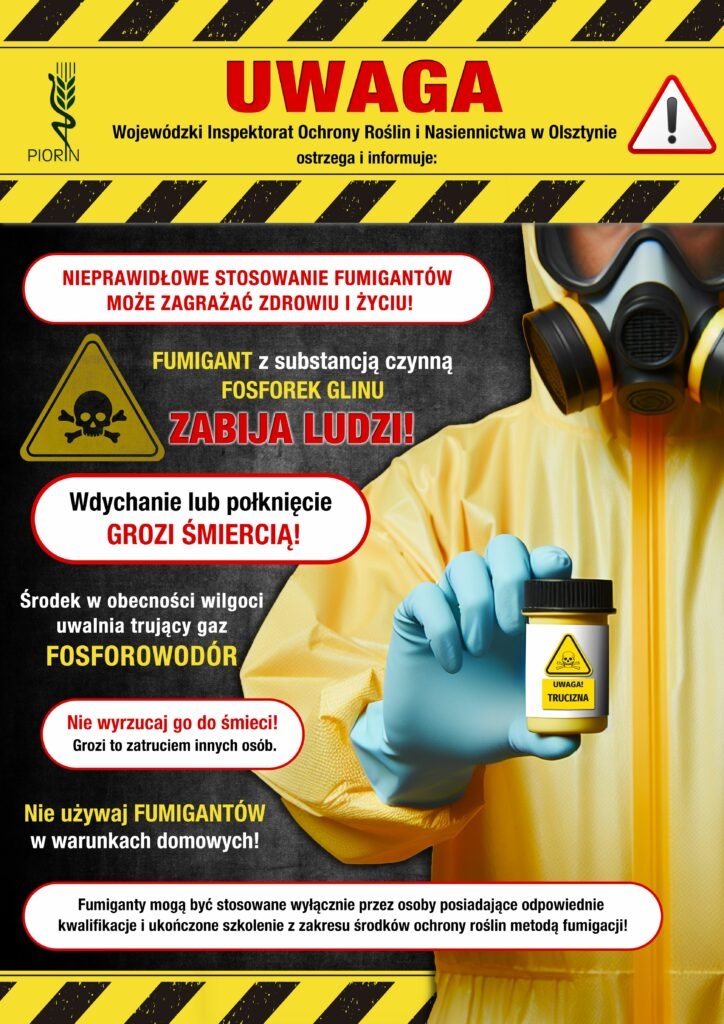 UWAGA
PIORIN
Wojewódzki Inspektorat Ochrony Roślin i Nasiennictwa w Olsztynie
ostrzega i informuje:
NIEPRAWIDŁOWE STOSOWANIE FUMIGANTÓW
MOŻE ZAGRAŻAĆ ZDROWIU I ŻYCIU!
FUMIGANT z substancją czynną
FOSFOREK GLINU
ZABIJA LUDZI!
Wdychanie lub połknięcie
GROZI ŚMIERCIĄ!
Środek w obecności wilgoci
uwalnia trujący gaz
FOSFOROWODÓR
UWAGA!
TRUCIZNA
Nie wyrzucaj go do śmieci!
Grozi to zatruciem innych osób.
Nie używaj FUMIGANTÓW
w warunkach domowych!
Fumiganty mogą być stosowane wyłącznie przez osoby posiadające odpowiednie
kwalifikacje i ukończone szkolenie z zakresu środków ochrony roślin metodą fumigacji!